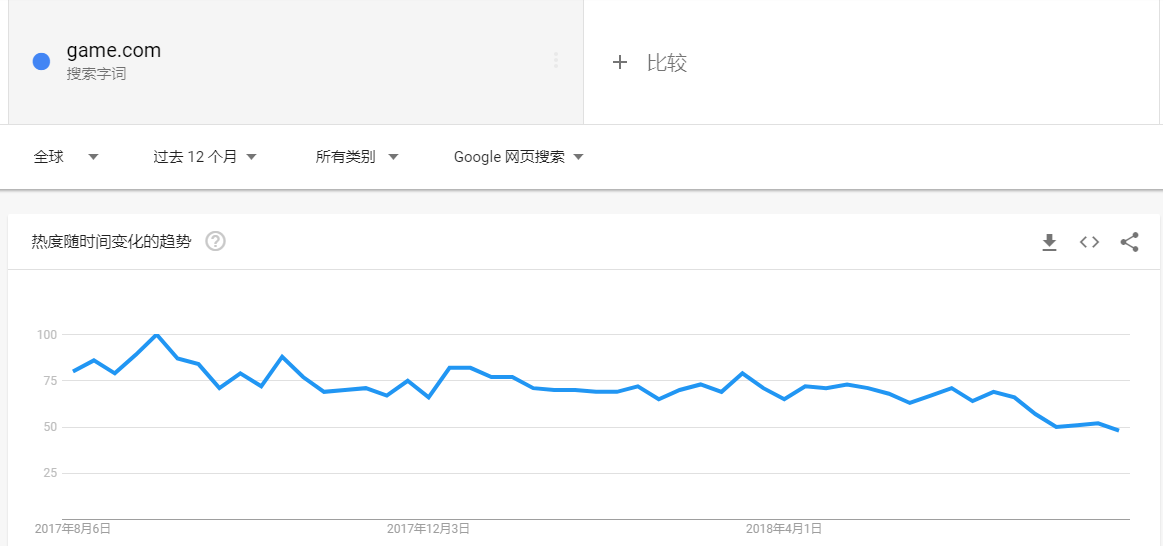 game.com
搜索字词
比较
全球
过去 12 个月
所有类别
Google 网页搜索
热度随时间变化的趋势
?
100
75
50
25
2017年8月6日
2017年12月3日
2018年4月1日